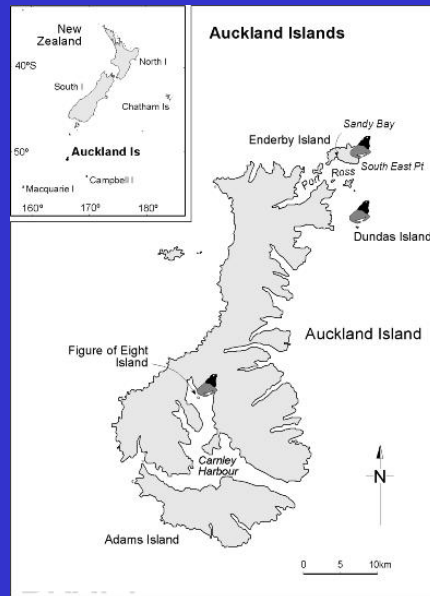 Auckland Islands
New
Zealand
40°S
North I
South I
Chatham Is
50°
Auckland Is
Campbell I
Macquarie I
160°
170°
180°
Sandy Bay
Enderby Island
Port Ross
South East Pt
Dundas Island
Auckland Island
Figure of Eight
Island
Carnley
Harbour
N
Adams Island
0 5 10km